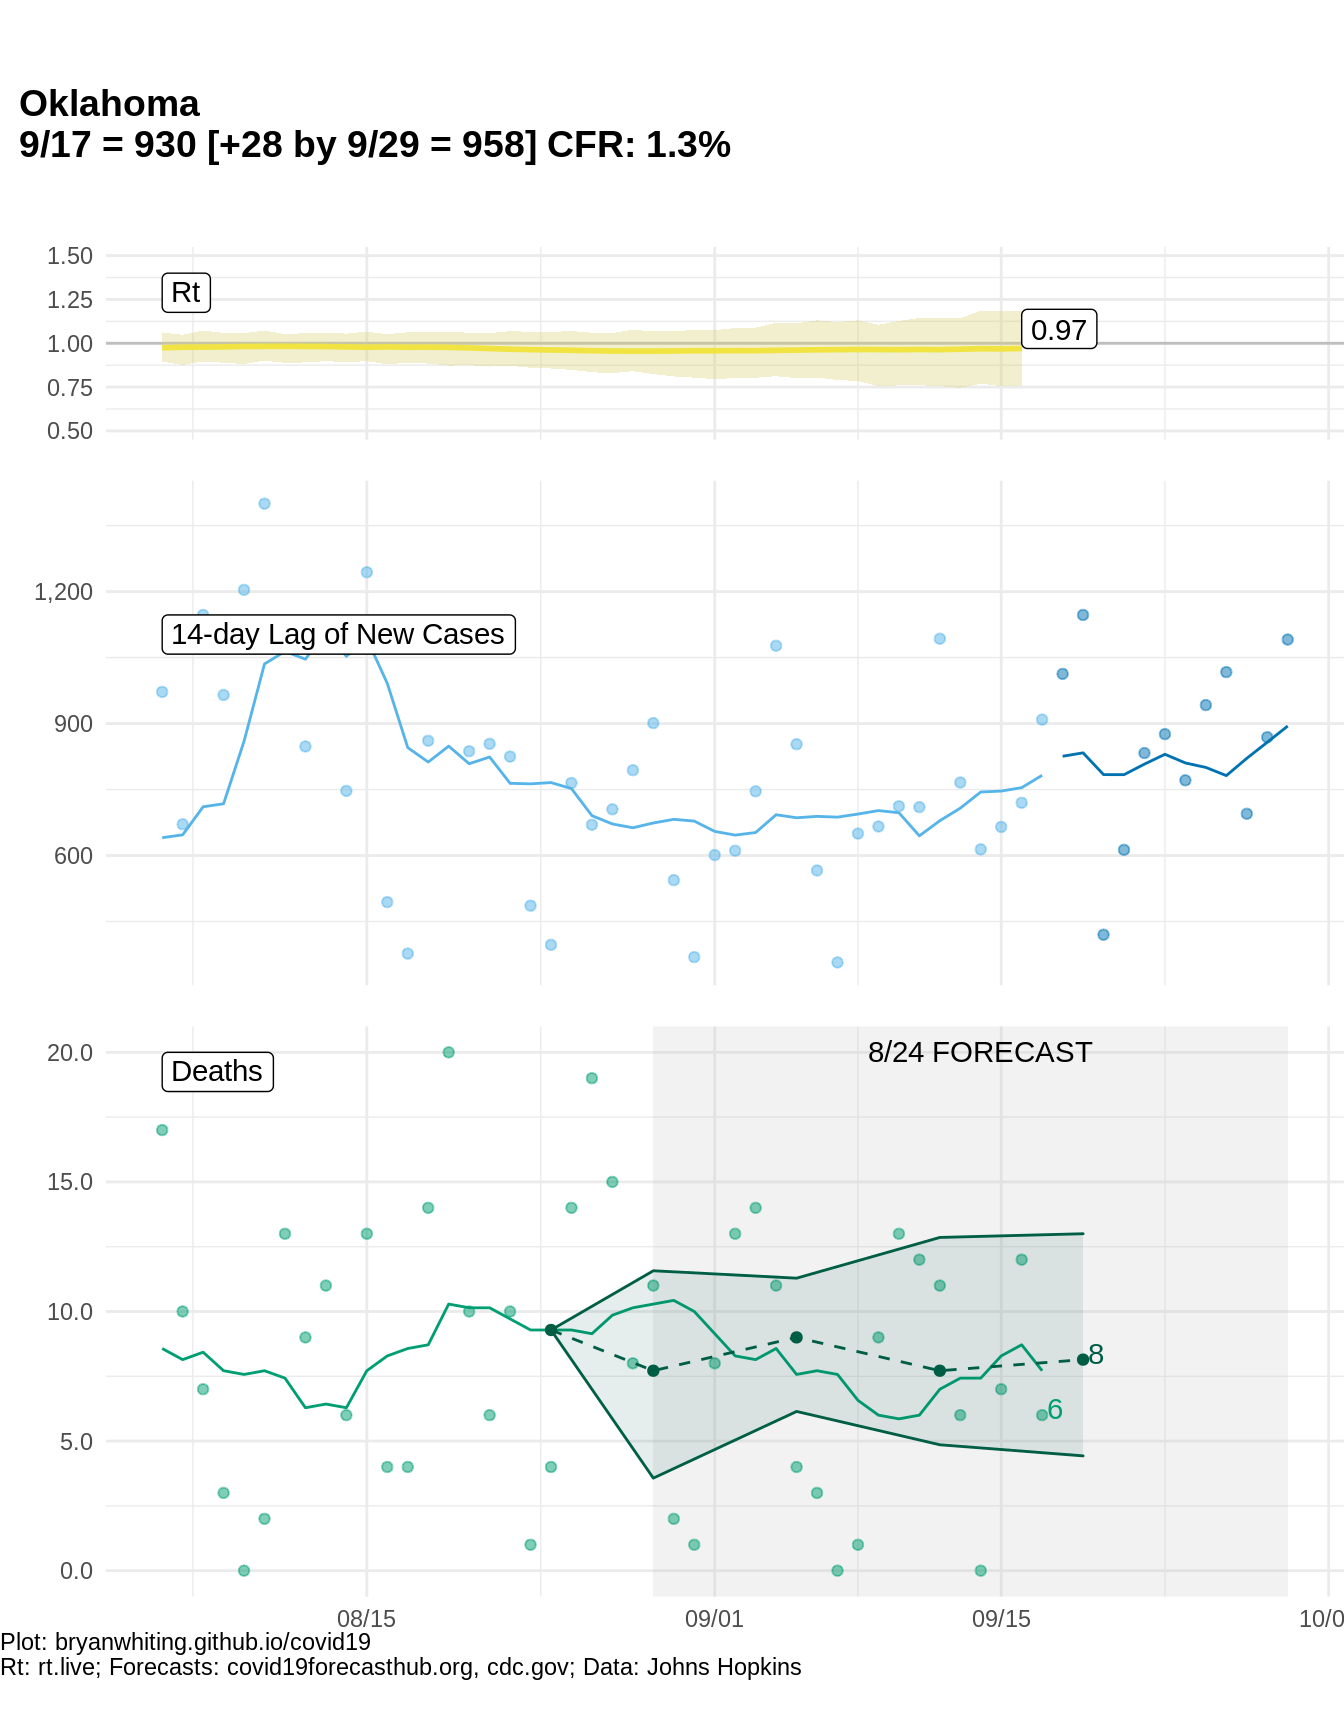 Oklahoma
9/17 = 930 [+28 by 9/29 = 958] CFR: 1.3%
1.50
Rt
1.25
0.97
1.00
0.75
0.50
1,200
14-day Lag of New Cases
900
600
20.0
8/24 FORECAST
Deaths
15.0
10.0
8
6
5.0
0.0
08/15
09/01
09/15
10/0
Plot: bryanwhiting.github.io/covid19
Rt: rt.live; Forecasts: covid19forecasthub.org, cdc.gov; Data: Johns Hopkins